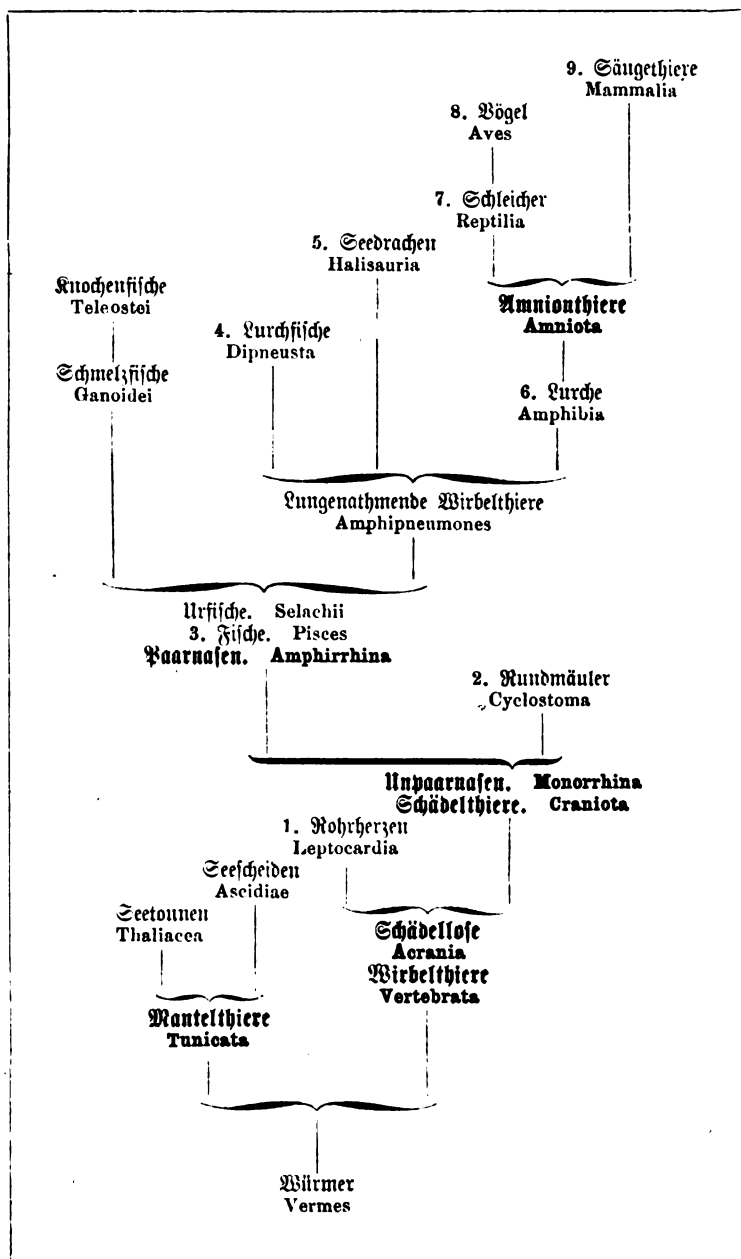 9. Säugethiere
Mammalia
8. Vögel
Aves
7. Schleicher
Reptilia
5. Seedrachen
Halisauria
Knochenfische
Teleostei
Amnionthiere
Amniota
4. Lurchfische
Dipneusta
Schmelzfische
Ganoidei
6. Lurche
Amphibia
Lungenathmende Wirbelthiere
Amphipneumones
Urfische. Selachii
3. Fische. Pisces
Paarnasen. Amphirrhina
2. Rundmäuler
Cyclostoma
Unpaarnasen. Monorrhina
Schädelthiere. Craniota
1. Rohrherzen
Leptocardia
Seescheiden
Ascidiae
Seetonnen
Thaliacea
Schädellose
Acrania
Wirbelthiere
Vertebrata
Mantelthiere
Tunicata
Würmer
Vermes